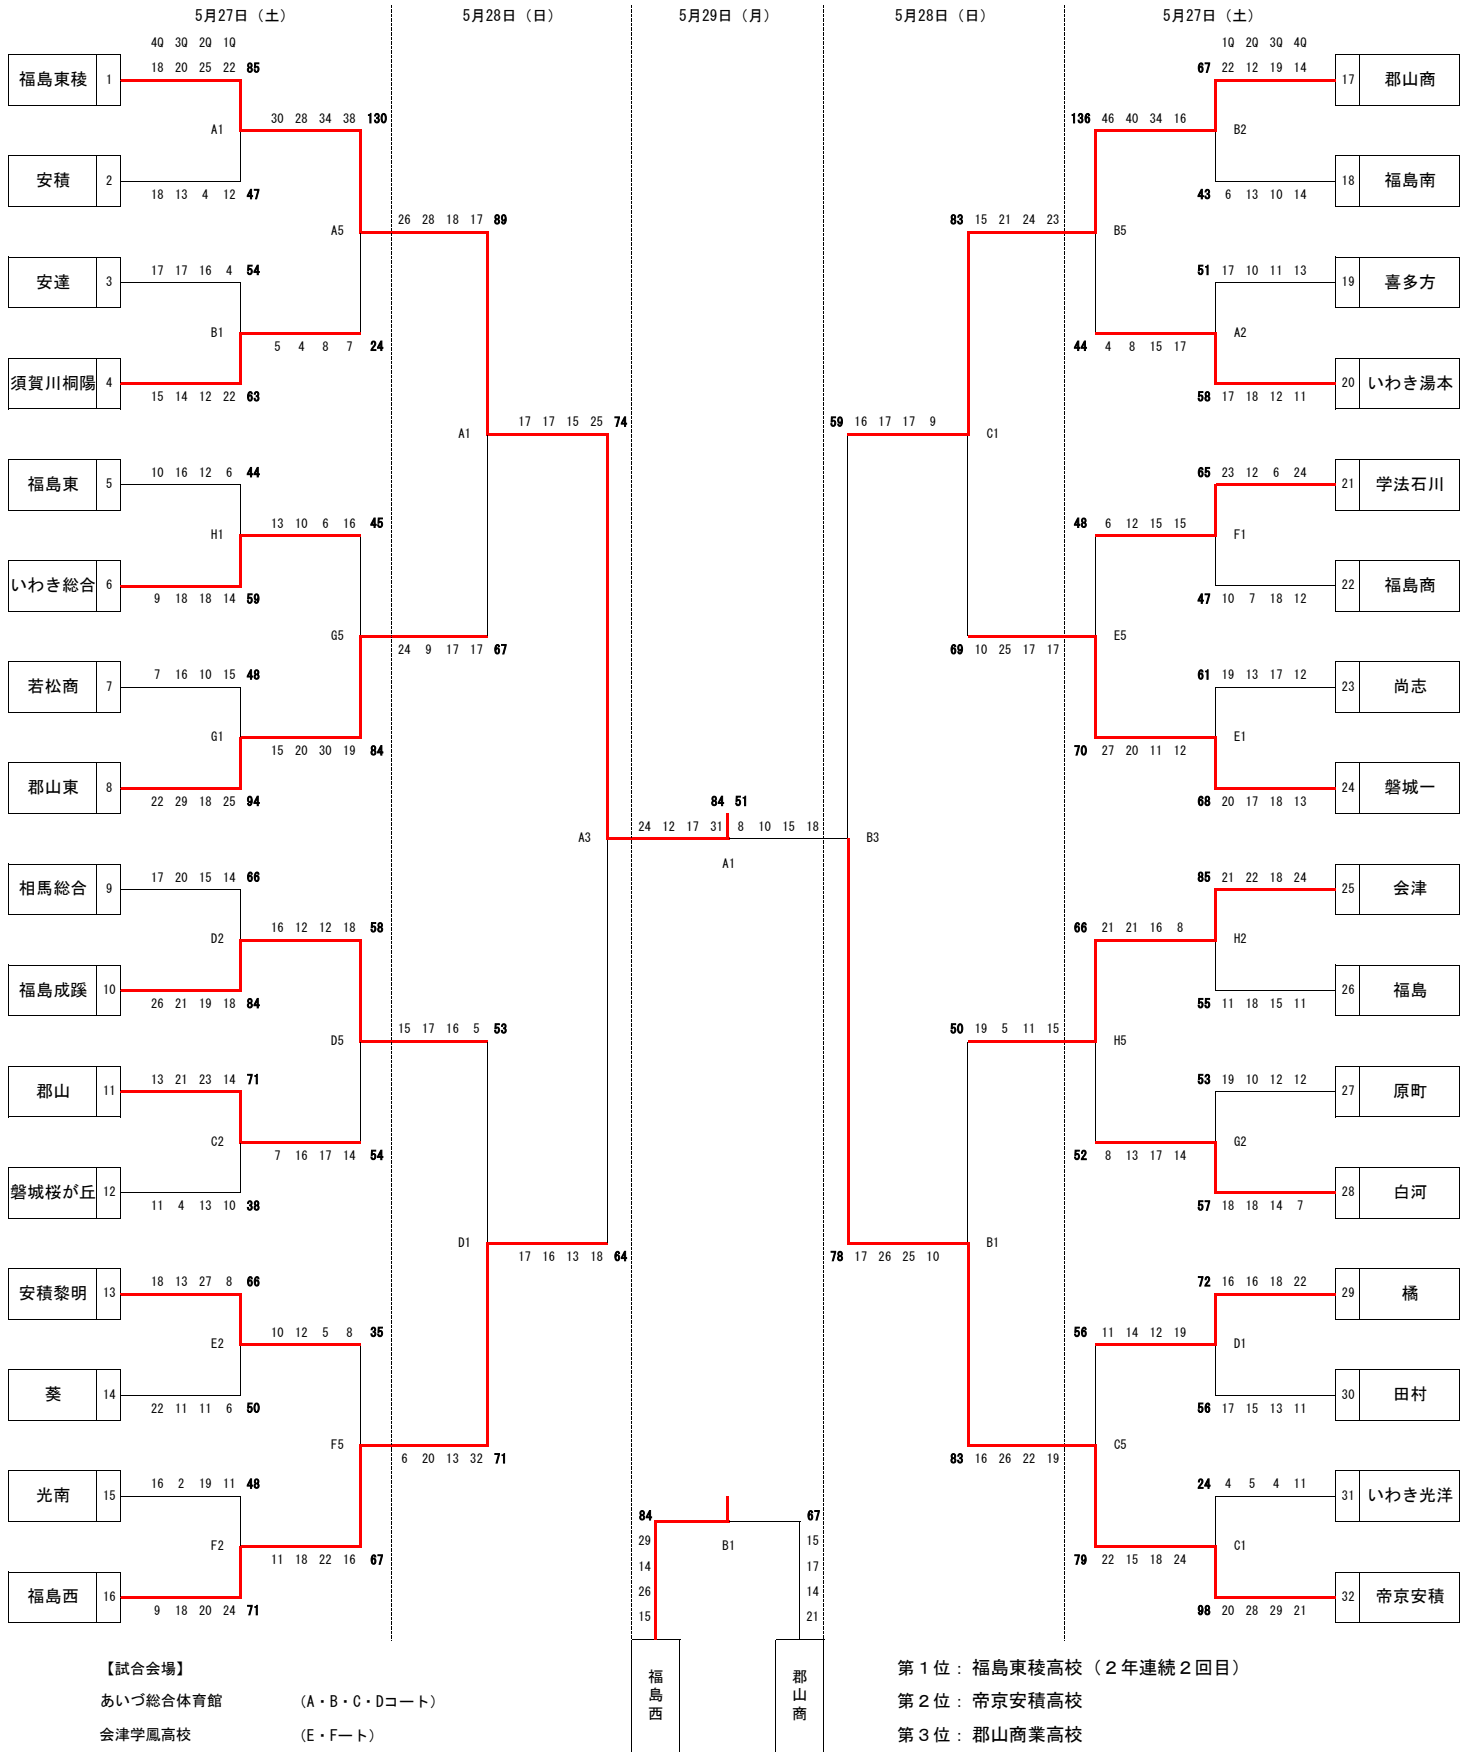 5月27日（土） 5月28日（日） 5月29日（月） 5月28日（日） 5月27日（土）
4Q 3Q 2Q 1Q 1Q 2Q 3Q 4Q
福島東稜 1 18 20 25 22 85 67 22 12 19 14 17 郡山商
A1 30 28 34 38 130 136 46 40 34 16 B2
安積 2 18 13 4 12 47 43 6 13 10 14 18 福島南
A5 26 28 18 17 89 83 15 21 24 23 B5
安達 3 17 17 16 4 54 51 17 10 11 13 19 喜多方
B1 5 4 8 7 24 44 4 8 15 17 A2
須賀川桐陽 4 15 14 12 22 63 58 17 18 12 11 20 いわき湯本
A1 17 17 15 25 74 59 16 17 17 9 C1
福島東 5 10 16 12 6 44 65 23 12 6 24 21 学法石川
H1 13 10 6 16 45 48 6 12 15 15 F1
いわき総合 6 9 18 18 14 59 47 10 7 18 12 22 福島商
G5 24 9 17 17 67 69 10 25 17 17 E5
若松商 7 7 16 10 15 48 61 19 13 17 12 23 尚志
G1 15 20 30 19 84 70 27 20 11 12 E1
郡山東 8 22 29 18 25 94 68 20 17 18 13 24 磐城一
84 51
A3 24 12 17 31 8 10 15 18 B3
A1
相馬総合 9 17 20 15 14 66 85 21 22 18 24 25 会津
D2 16 12 12 18 58 66 21 21 16 8 H2
福島成蹊 10 26 21 19 18 84 55 11 18 15 11 26 福島
D5 15 17 16 5 53 50 19 5 11 15 H5
郡山 11 13 21 23 14 71 53 19 10 12 12 27 原町
C2 7 16 17 14 54 52 8 13 17 14 G2
磐城桜が丘 12 11 4 13 10 38 57 18 18 14 7 28 白河
D1 17 16 13 18 64 78 17 26 25 10 B1
安積黎明 13 18 13 27 8 66 72 16 16 18 22 29 橘
E2 10 12 5 8 35 56 11 14 12 19 D1
葵 14 22 11 11 6 50 56 17 15 13 11 30 田村
F5 6 20 13 32 71 83 16 26 22 19 C5
光南 15 16 2 19 11 48 24 4 5 4 11 31 いわき光洋
F2 11 18 22 16 67 79 22 15 18 24 C1
福島西 16 9 18 20 24 71 98 20 28 29 21 32 帝京安積
84 67
29 B1 15
14 17
26 14
15 21
福島西 郡山商
【試合会場】
あいづ総合体育館 （A・B・C・Dコート）
会津学鳳高校 （E・Fート）
第１位：福島東稜高校（２年連続２回目）
第２位：帝京安積高校
第３位：郡山商業高校